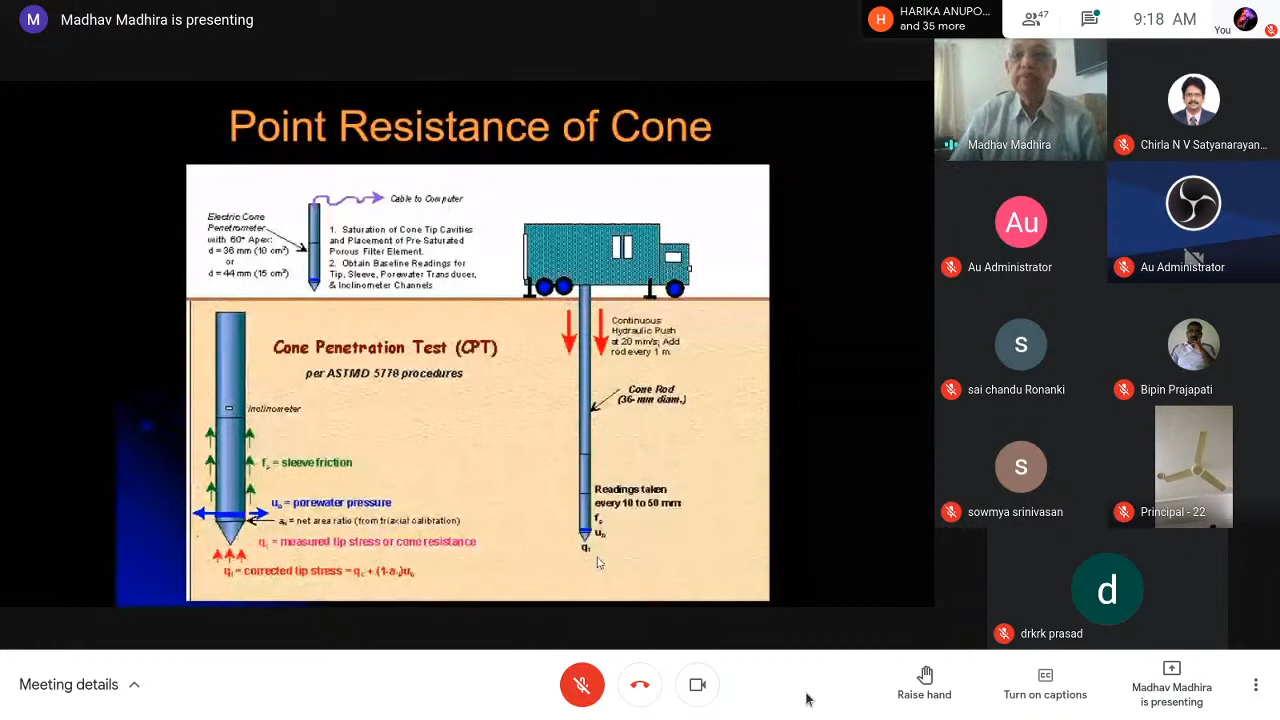 M
Madhav Madhira is presenting
H
HARIKA ANUPO...
and 35 more
47
9:18 AM
You
Point Resistance of Cone
Cable to Computer
Electric Cone
Penetrometer
with 60° Apex:
d = 36 mm (10 cm²)
or
d = 44 mm (15 cm²)
1. Saturation of Cone Tip Cavities
and Placement of Pre-Saturated
Porous Filter Element.
2. Obtain Baseline Readings for
Tip, Sleeve, Porewater Transducer,
& Inclinometer Channels
Continuous
Hydraulic Push
at 20 mm/s; Add
rod every 1 m.
Cone Penetration Test (CPT)
per ASTM D 5778 procedures
Cone Rod
(36-mm diam.)
Inclinometer
fs = sleeve friction
Readings taken
every 10 to 50 mm:
fs
ub
qt
ub = porewater pressure
an = net area ratio (from triaxial calibration)
qc = measured tip stress or cone resistance
qt = corrected tip stress = qc + (1-an)ub
Madhav Madhira
Chirla N V Satyanarayan...
Au
Au Administrator
Au Administrator
s
sai chandu Ronanki
Bipin Prajapati
s
sowmya srinivasan
Principal - 22
d
drkrk prasad
Meeting details
Raise hand
CC
Turn on captions
Madhav Madhira
is presenting